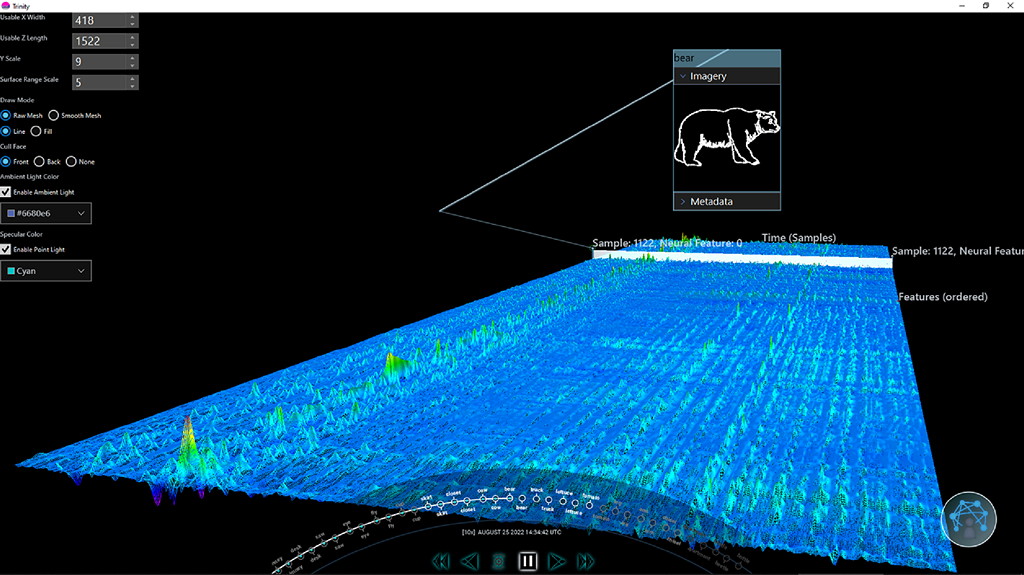 Trinity
Usable X Width
418
Usable Z Length
1522
Y Scale
9
Surface Range Scale
5
Draw Mode
Raw Mesh Smooth Mesh
Line Fill
Cull Face
Front Back None
Ambient Light Color
Enable Ambient Light
#6680e6
Specular Color
Enable Point Light
Cyan
bear
Imagery
Metadata
Time (Samples)
Sample: 1122, Neural Feature: 0
Sample: 1122, Neural Featur
Features (ordered)
skirt closet cow bear truck lettuce
skirt closet cow bear trunk lettuce
[10x] AUGUST 25 2022 14:34:42 UTC